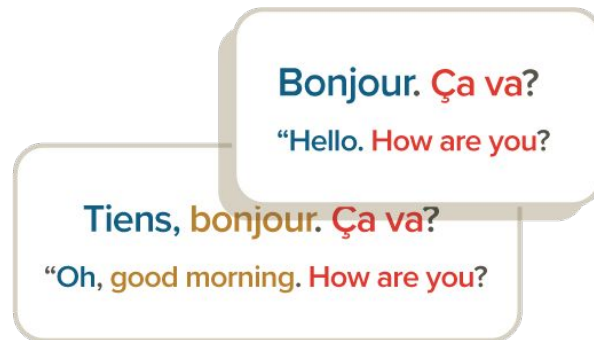 Bonjour. Ça va?
“Hello. How are you?
Tiens, bonjour. Ça va?
“Oh, good morning. How are you?